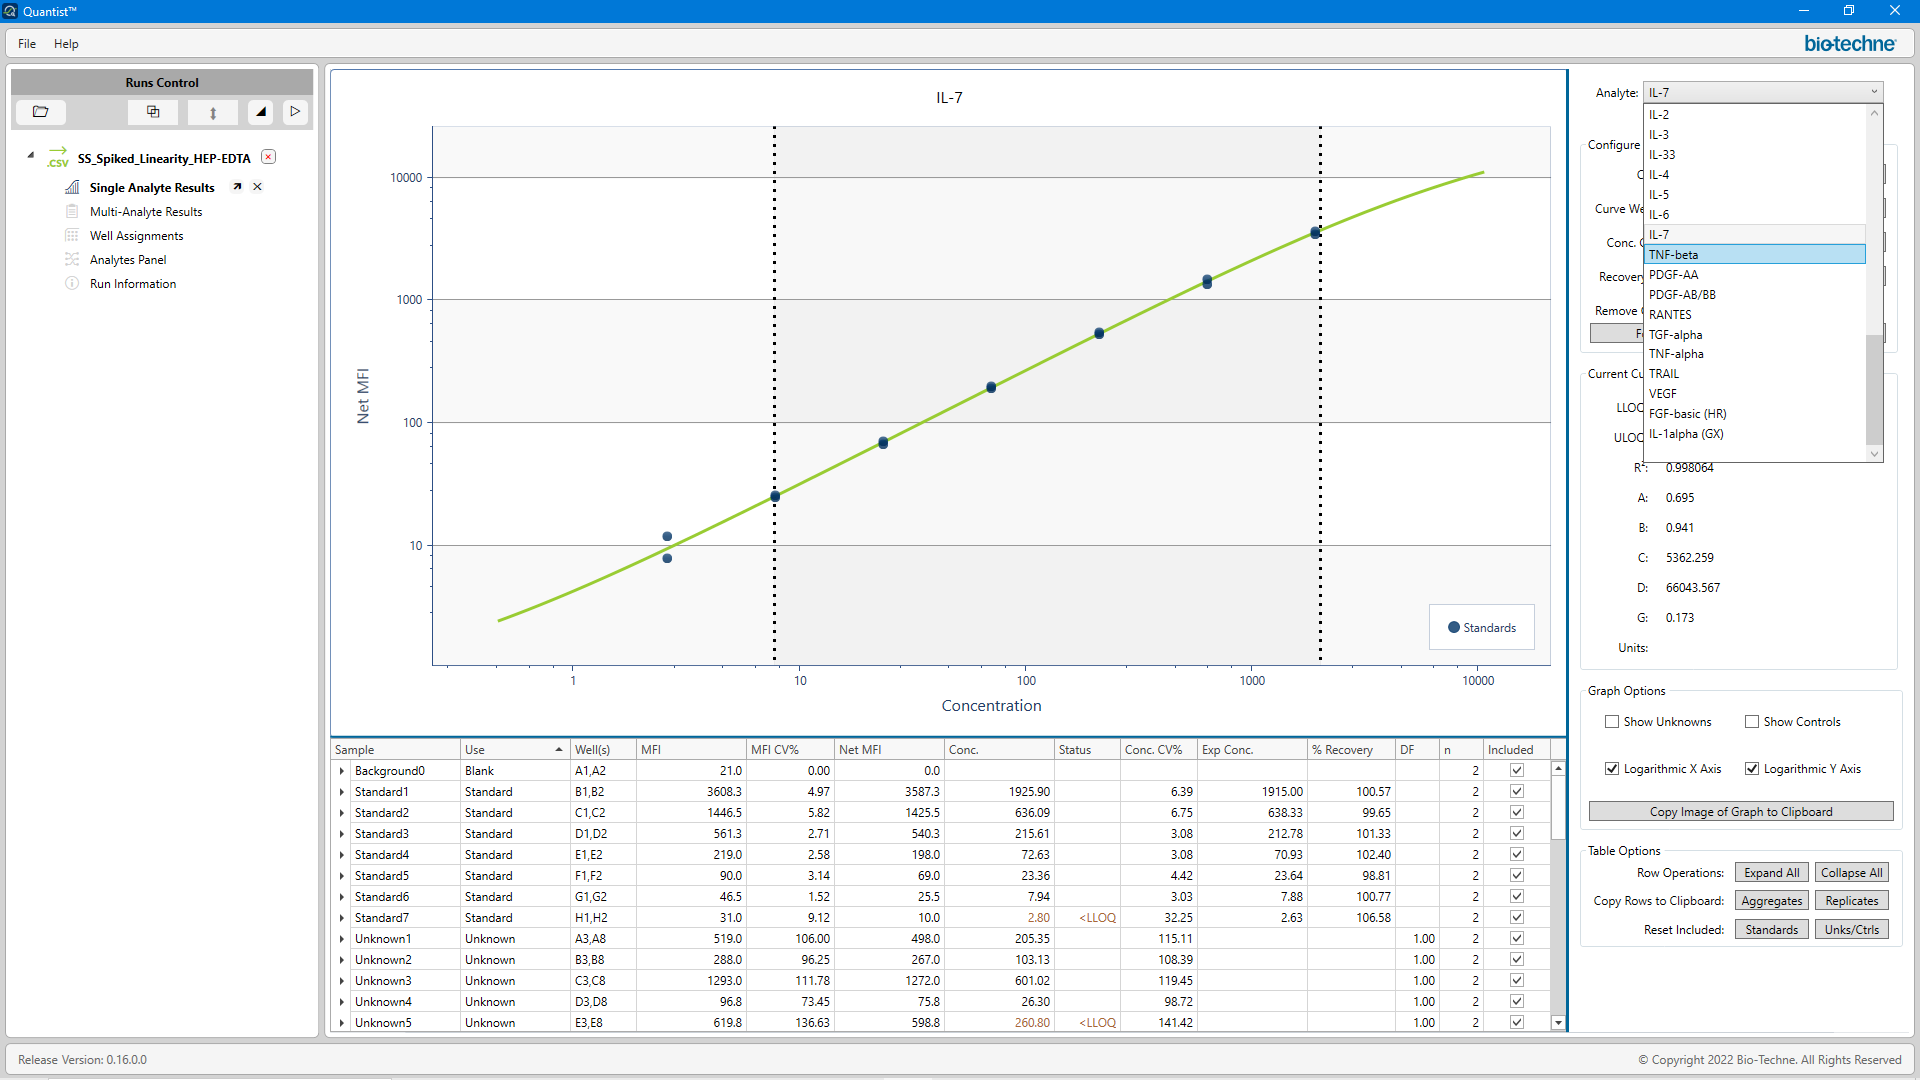 Quantist™
File Help
bio-techne
Runs Control
.csv SS_Spiked_Linearity_HEP-EDTA
Single Analyte Results
Multi-Analyte Results
Well Assignments
Analytes Panel
Run Information
IL-7
Net MFI
10000
1000
100
10
Standards
1 10 100 1000 10000
Concentration
Analyte: IL-7
IL-2
IL-3
IL-33
IL-4
IL-5
IL-6
IL-7
TNF-beta
PDGF-AA
PDGF-AB/BB
RANTES
TGF-alpha
TNF-alpha
TRAIL
VEGF
FGF-basic (HR)
IL-1alpha (GX)
Configure
Curve We
Conc. C
Recovery
Remove
Current Cu
LLOQ
ULOQ
R²: 0.998064
A: 0.695
B: 0.941
C: 5362.259
D: 66043.567
G: 0.173
Units:
Graph Options
Show Unknowns Show Controls
Logarithmic X Axis Logarithmic Y Axis
Copy Image of Graph to Clipboard
Table Options
Row Operations: Expand All Collapse All
Copy Rows to Clipboard: Aggregates Replicates
Reset Included: Standards Unks/Ctrls
Sample Use Well(s) MFI MFI CV% Net MFI Conc. Status Conc. CV% Exp Conc. % Recovery DF n Included
Background0 Blank A1,A2 21.0 0.00 0.0 2
Standard1 Standard B1,B2 3608.3 4.97 3587.3 1925.90 6.39 1915.00 100.57 2
Standard2 Standard C1,C2 1446.5 5.82 1425.5 636.09 6.75 638.33 99.65 2
Standard3 Standard D1,D2 561.3 2.71 540.3 215.61 3.08 212.78 101.33 2
Standard4 Standard E1,E2 219.0 2.58 198.0 72.63 3.08 70.93 102.40 2
Standard5 Standard F1,F2 90.0 3.14 69.0 23.36 4.42 23.64 98.81 2
Standard6 Standard G1,G2 46.5 1.52 25.5 7.94 3.03 7.88 100.77 2
Standard7 Standard H1,H2 31.0 9.12 10.0 2.80 <LLOQ 32.25 2.63 106.58 2
Unknown1 Unknown A3,A8 519.0 106.00 498.0 205.35 115.11 1.00 2
Unknown2 Unknown B3,B8 288.0 96.25 267.0 103.13 108.39 1.00 2
Unknown3 Unknown C3,C8 1293.0 111.78 1272.0 601.02 119.45 1.00 2
Unknown4 Unknown D3,D8 96.8 73.45 75.8 26.30 98.72 1.00 2
Unknown5 Unknown E3,E8 619.8 136.63 598.8 260.80 <LLOQ 141.42 1.00 2
Release Version: 0.16.0.0
© Copyright 2022 Bio-Techne. All Rights Reserved